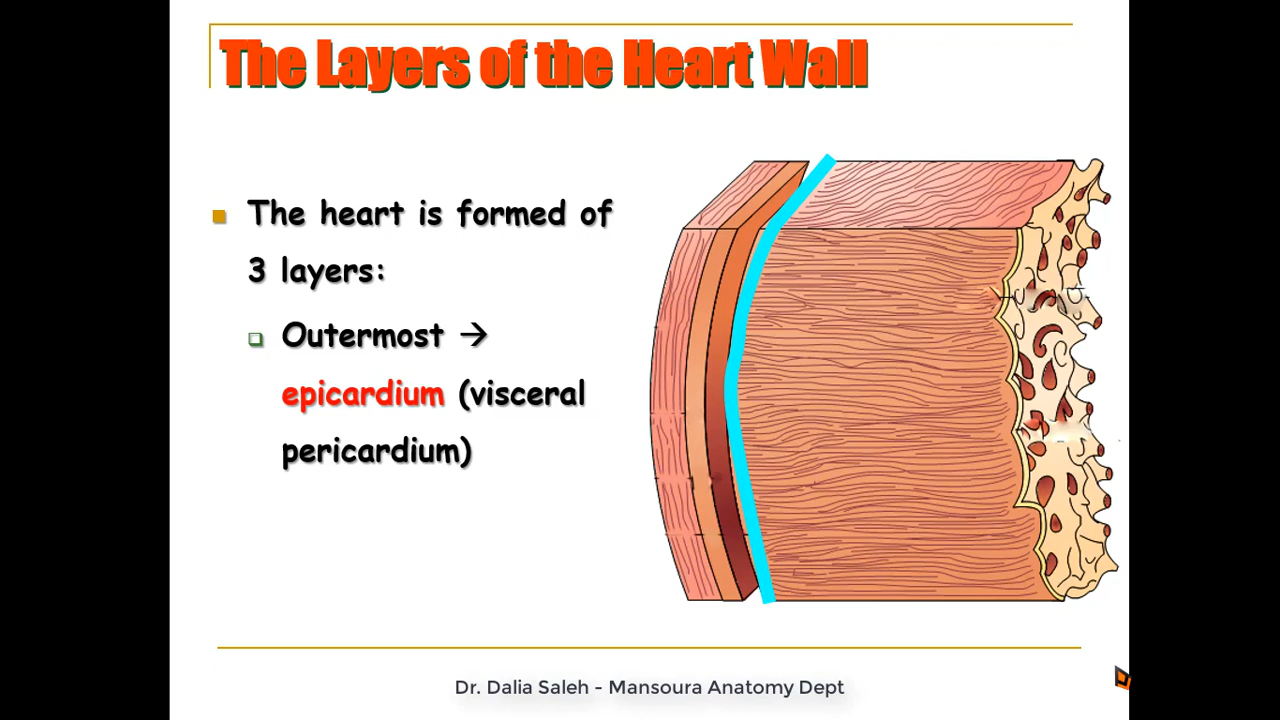 The Layers of the Heart Wall
The heart is formed of
3 layers:
Outermost →
epicardium (visceral
pericardium)
Dr. Dalia Saleh - Mansoura Anatomy Dept